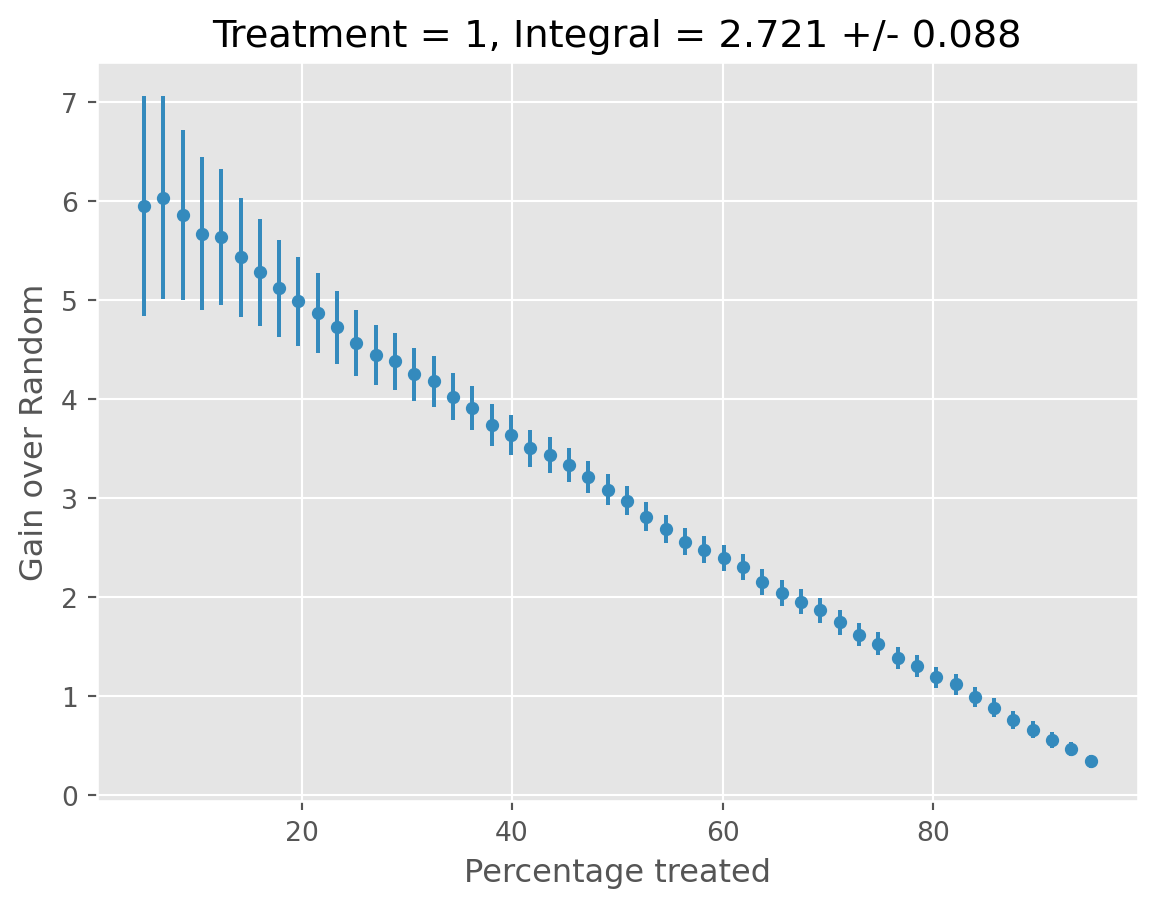 Treatment = 1, Integral = 2.721 +/- 0.088
7
6
5
4
3
2
1
0
Gain over Random
20 40 60 80
Percentage treated